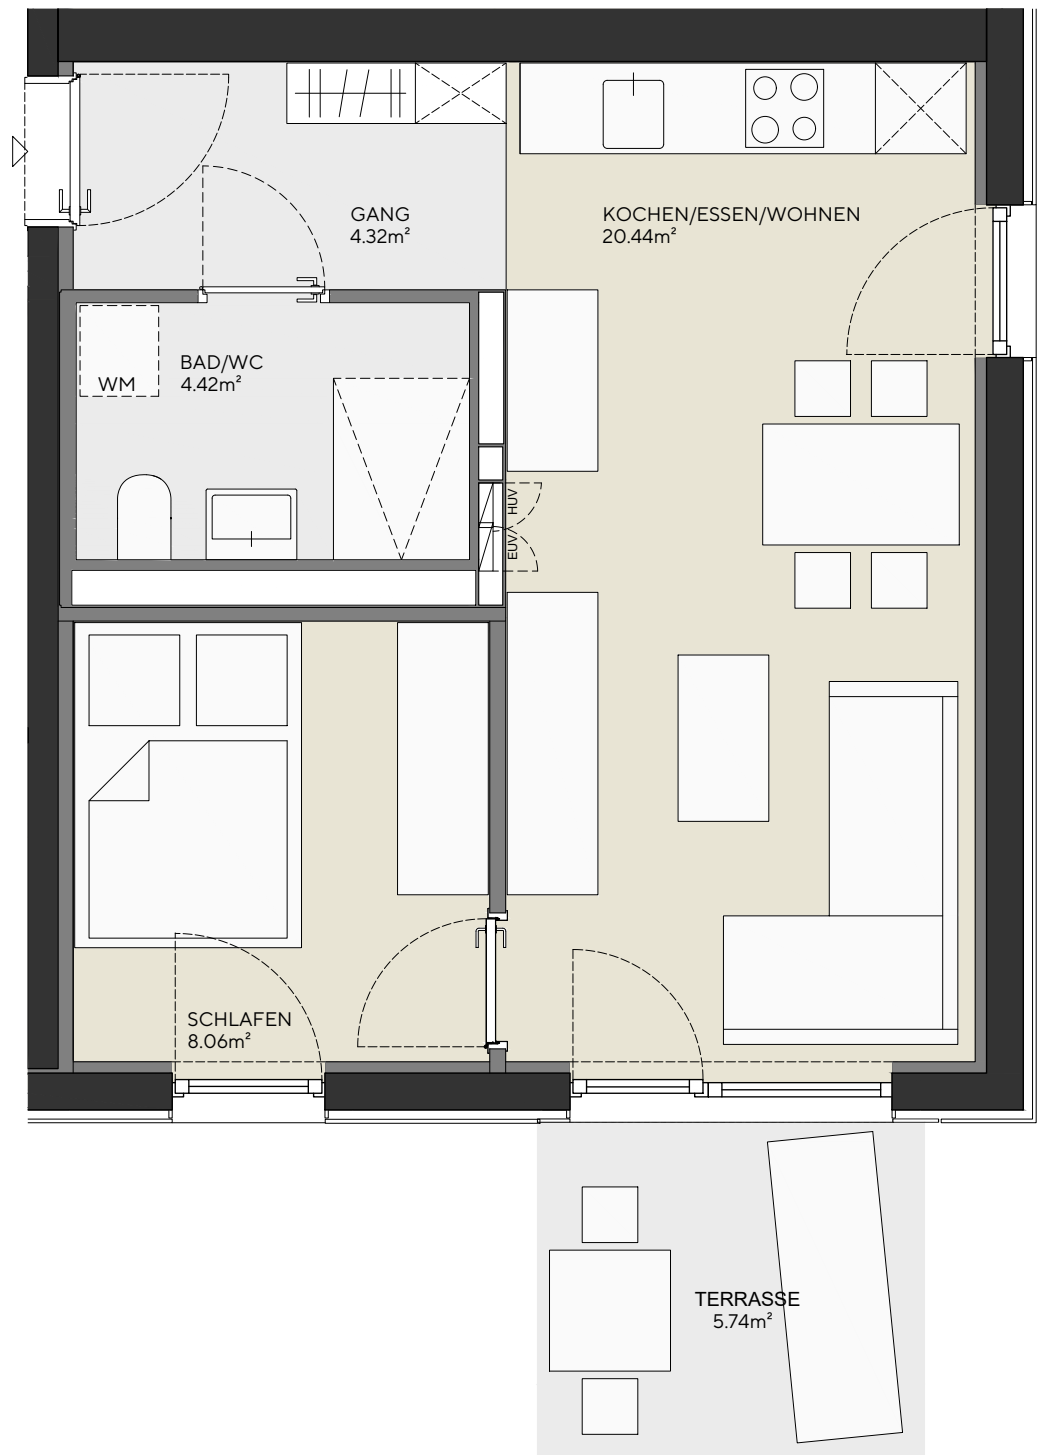 GANG
4.32m²
KOCHEN/ESSEN/WOHNEN
20.44m²
BAD/WC
4.42m²
WM
HUV
EUV
SCHLAFEN
8.06m²
TERRASSE
5.74m²